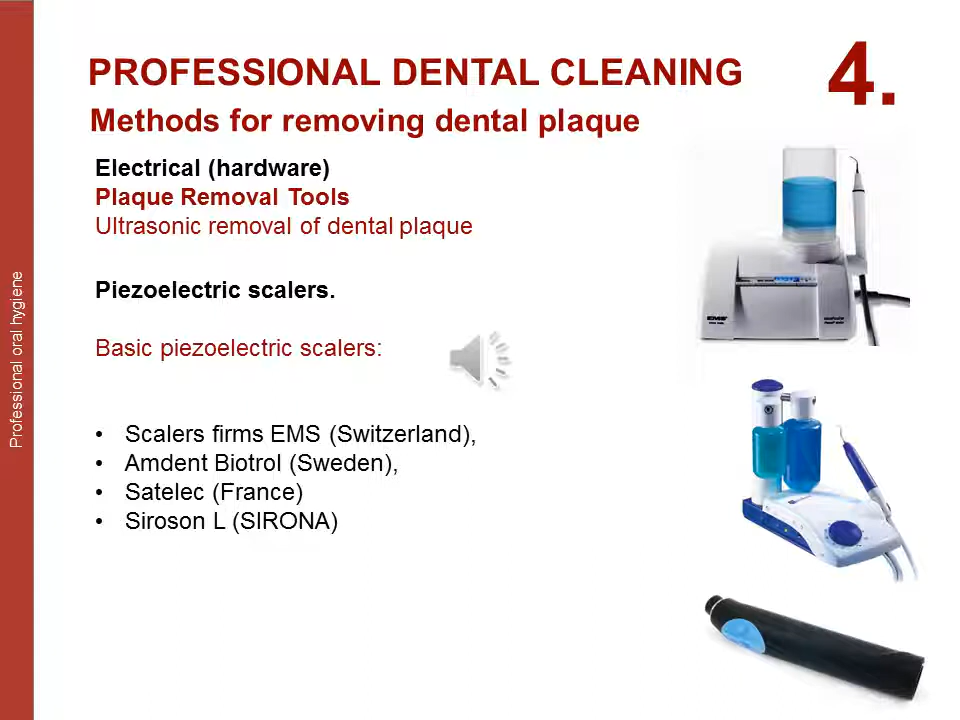 PROFESSIONAL DENTAL CLEANING
4.
Methods for removing dental plaque
Electrical (hardware)
Plaque Removal Tools
Ultrasonic removal of dental plaque
Piezoelectric scalers.
Basic piezoelectric scalers:
• Scalers firms EMS (Switzerland),
• Amdent Biotrol (Sweden),
• Satelec (France)
• Siroson L (SIRONA)
Professional oral hygiene
EMS